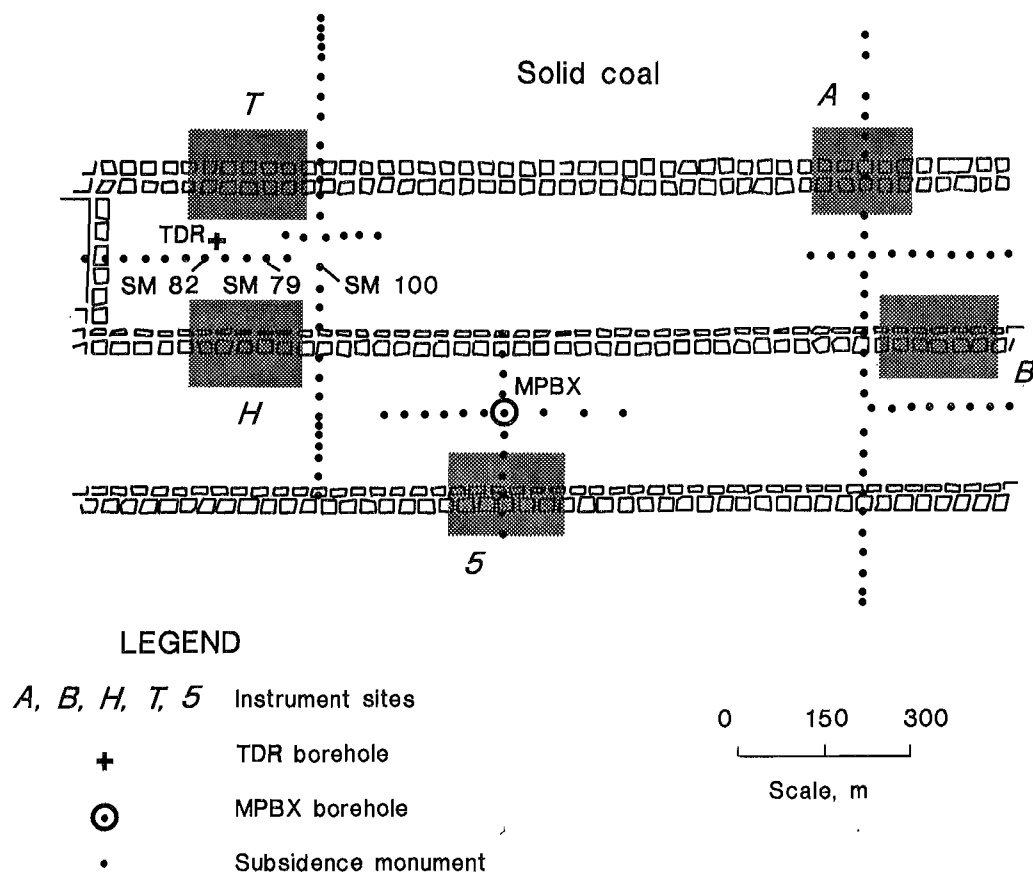 Solid coal
T
A
TDR
SM 82 SM 79 SM 100
MPBX
H
B
5
LEGEND
A, B, H, T, 5 Instrument sites
TDR borehole
MPBX borehole
Subsidence monument
0 150 300
Scale, m